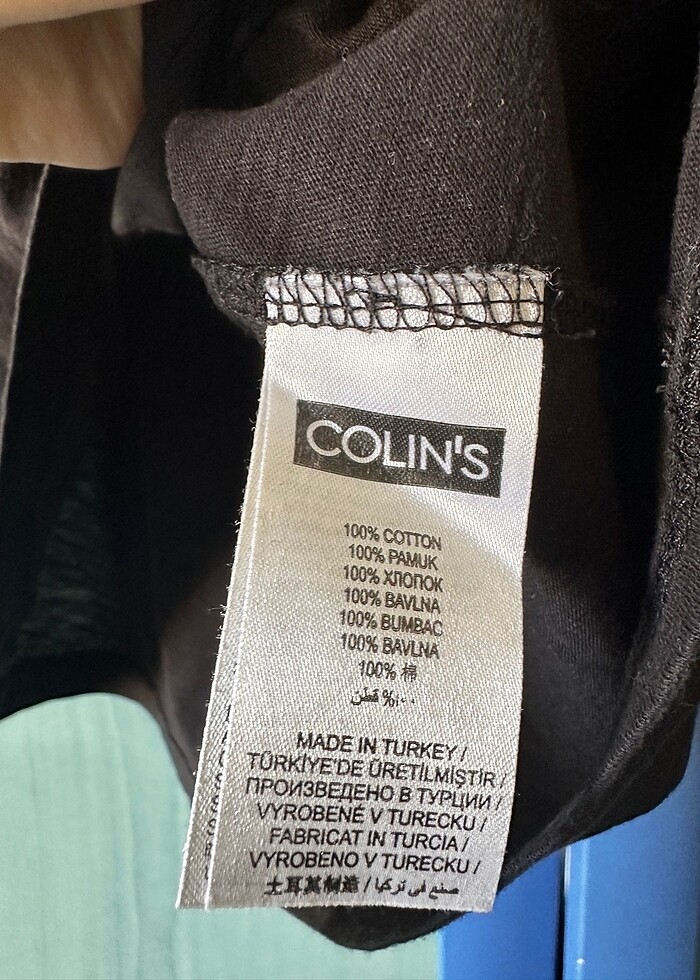 COLIN'S
100% COTTON
100% PAMUK
100% ХЛОПОК
100% BAVLNA
100% BUMBAC
100% BAVLNA
100% 棉
٪١٠٠ قطن
MADE IN TURKEY /
TÜRKİYE'DE ÜRETİLMİŞTİR /
ПРОИЗВЕДЕНО В ТУРЦИИ /
VYROBENÉ V TURECKU /
FABRICAT IN TURCIA /
VYROBENO V TURECKU /
土耳其制造 / صنع في تركيا